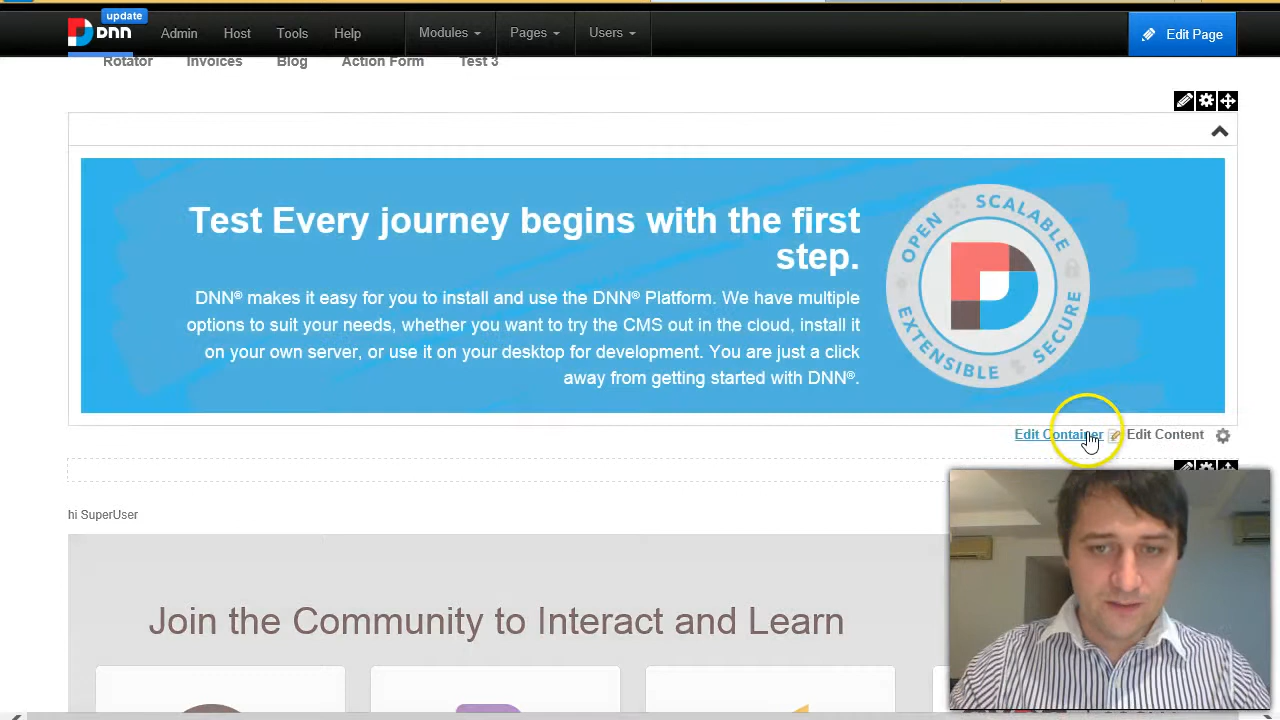 update
DNN
Admin Host Tools Help Modules Pages Users Edit Page
Rotator Invoices Blog Action Form Test 3
Test Every journey begins with the first
step.
DNN® makes it easy for you to install and use the DNN® Platform. We have multiple
options to suit your needs, whether you want to try the CMS out in the cloud, install it
on your own server, or use it on your desktop for development. You are just a click
away from getting started with DNN®.
OPEN SCALABLE
EXTENSIBLE SECURE
Edit Container Edit Content
hi SuperUser
Join the Community to Interact and Learn